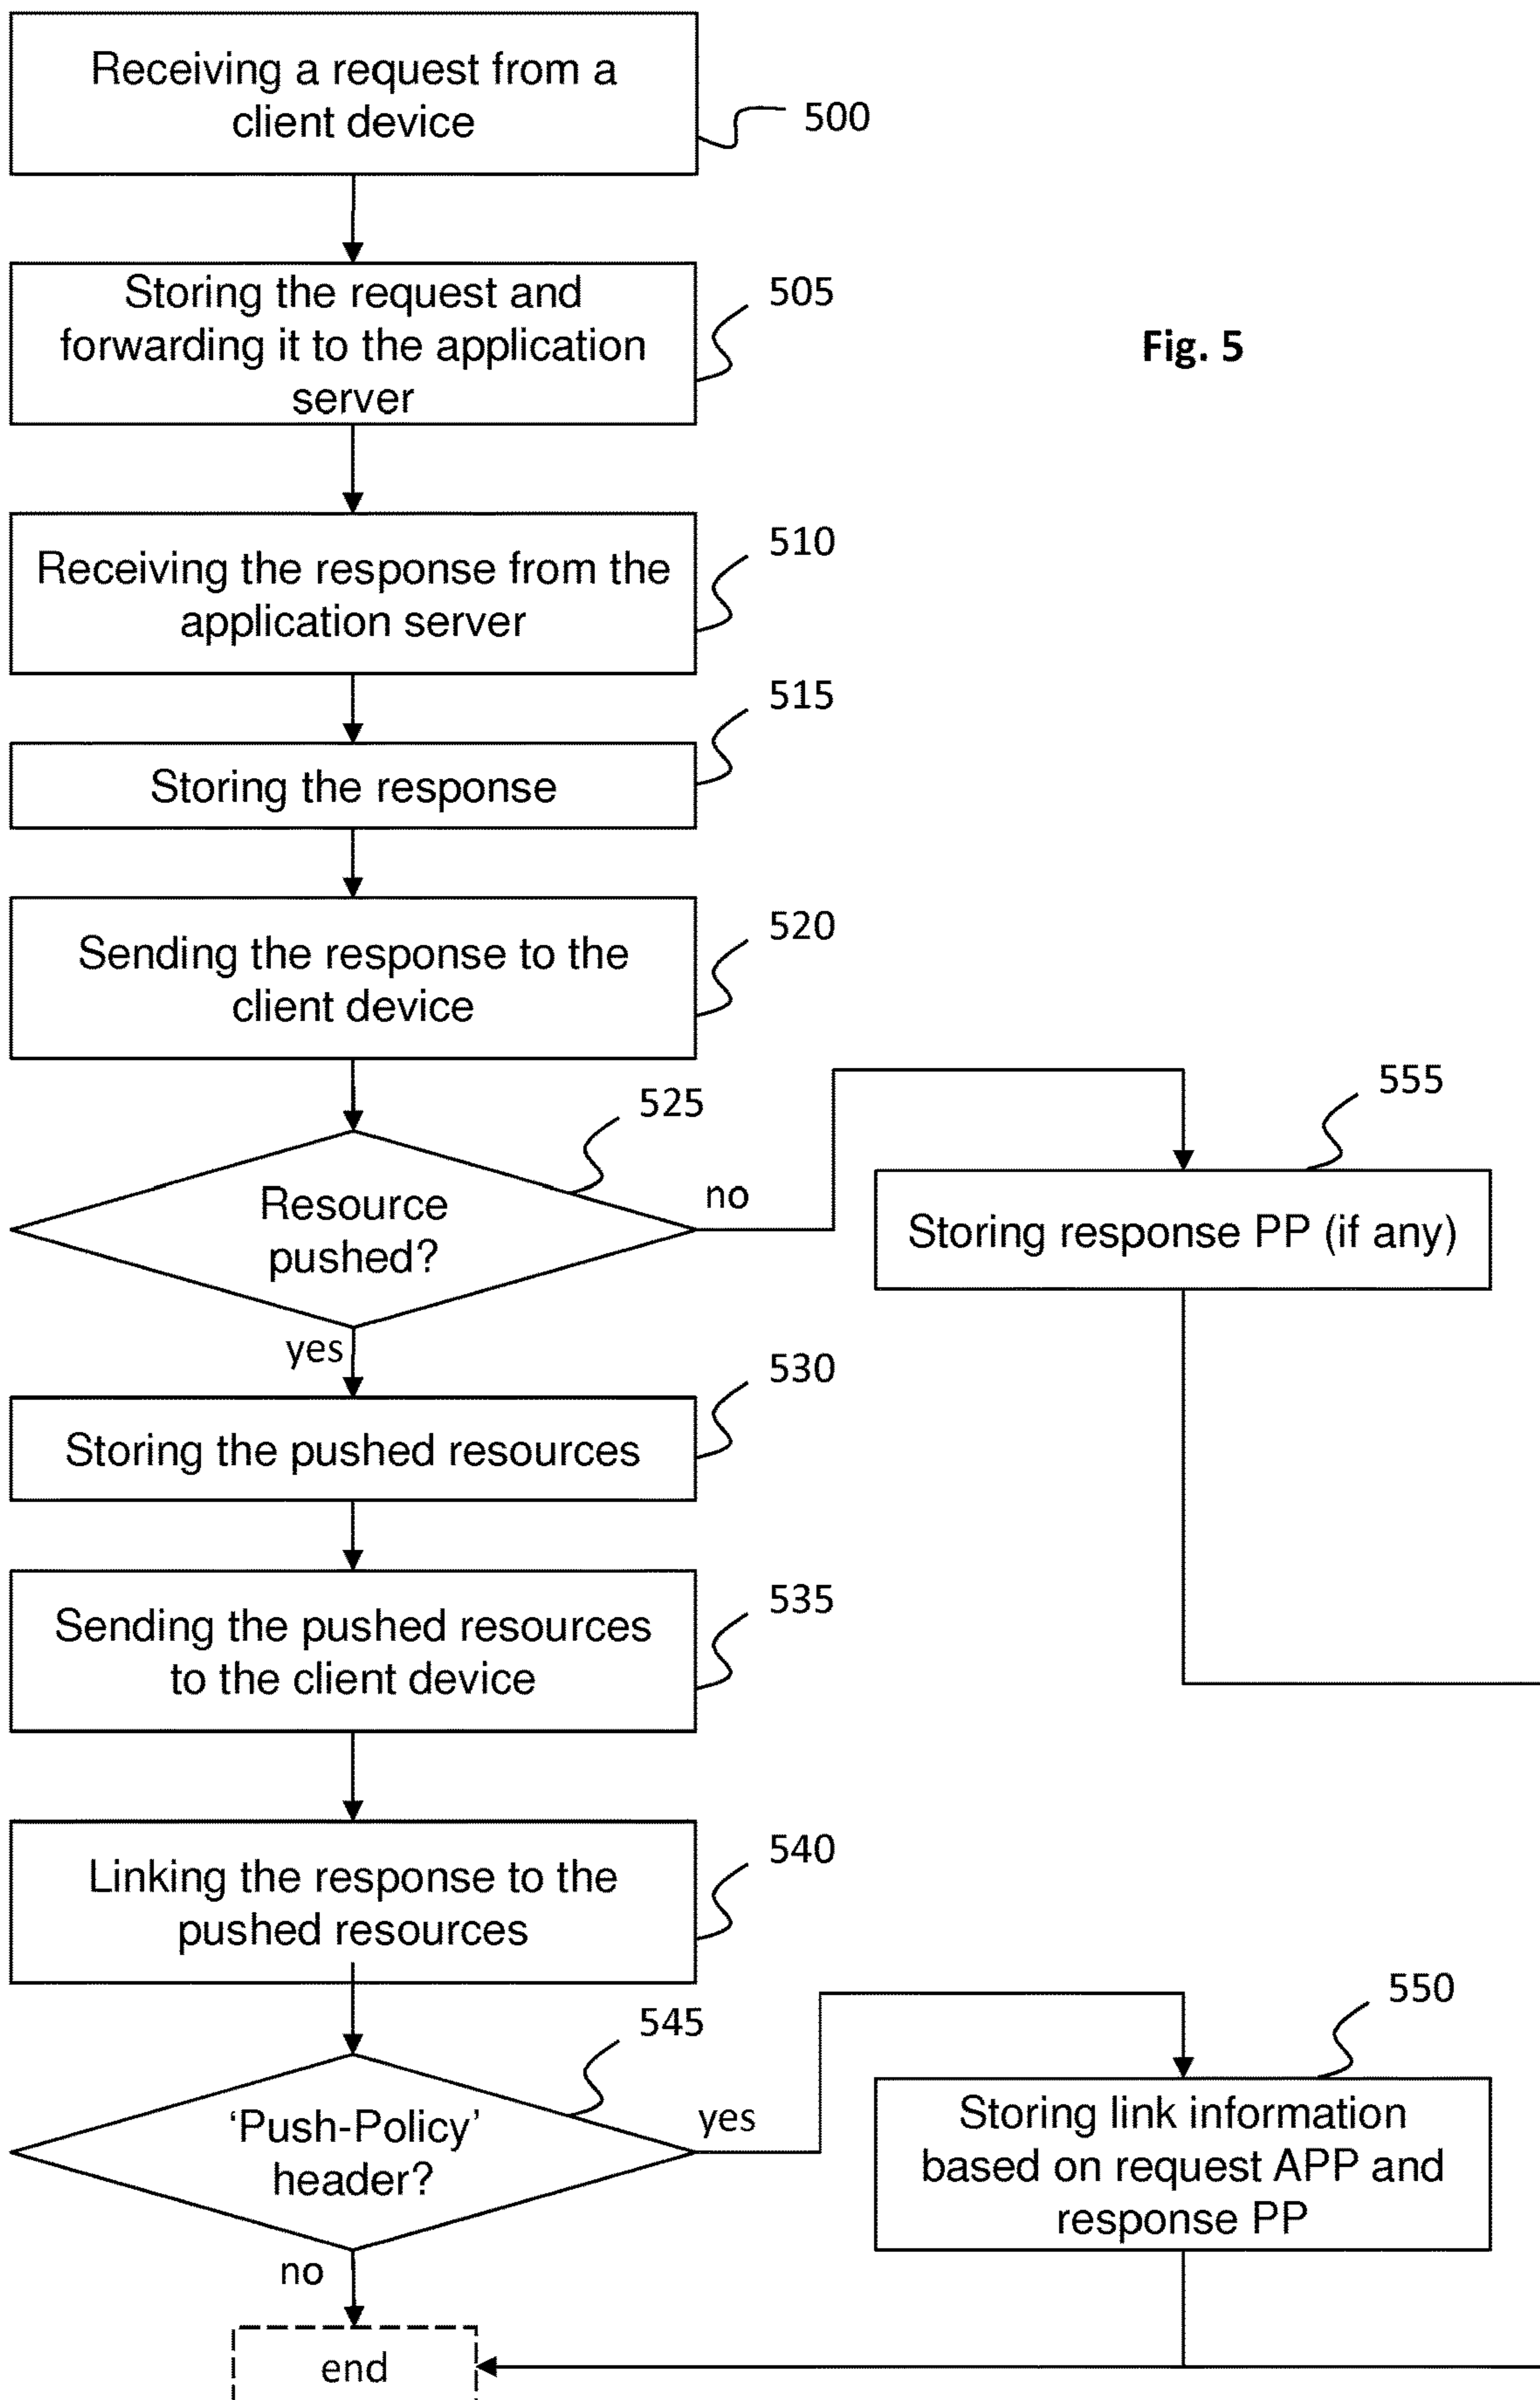 Receiving a request from a
client device
500
Storing the request and
forwarding it to the application
server
505
Fig. 5
Receiving the response from the
application server
510
Storing the response
515
Sending the response to the
client device
520
Resource
pushed?
525
no
yes
Storing response PP (if any)
555
Storing the pushed resources
530
Sending the pushed resources
to the client device
535
Linking the response to the
pushed resources
540
‘Push-Policy’
header?
545
yes
no
Storing link information
based on request APP and
response PP
550
end